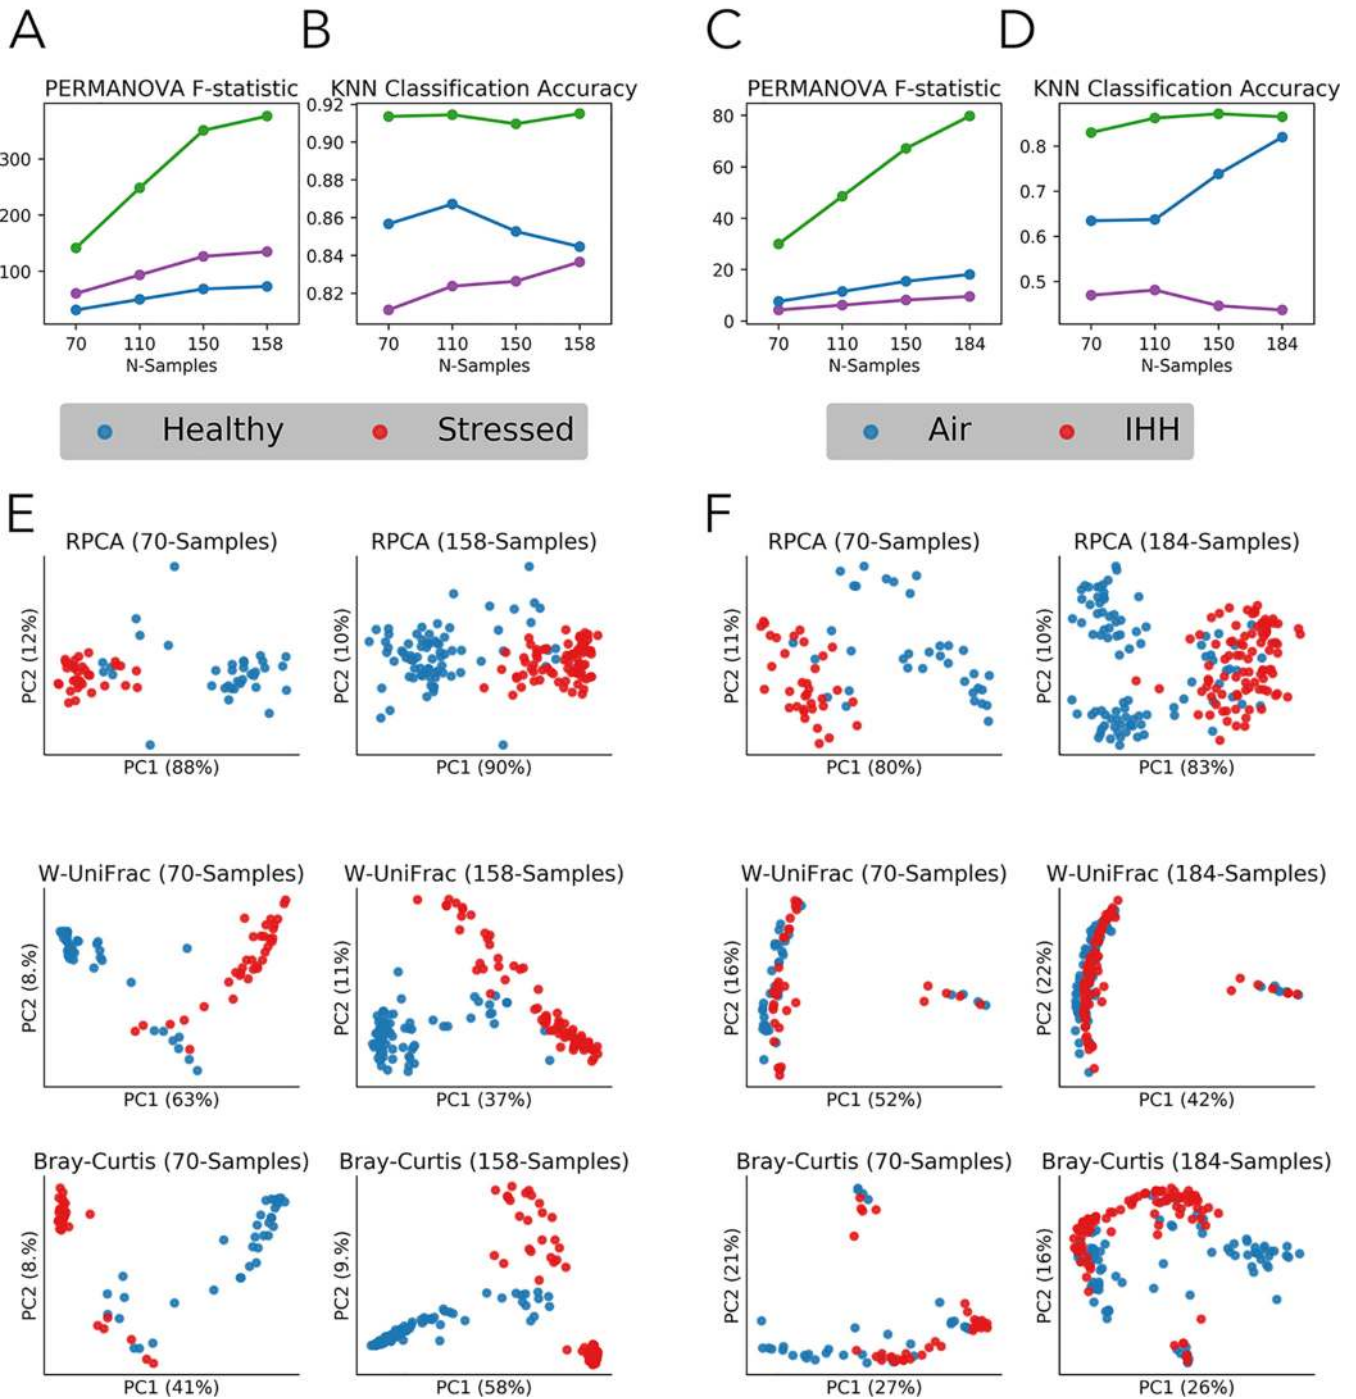 A B C D
PERMANOVA F-statistic KNN Classification Accuracy PERMANOVA F-statistic KNN Classification Accuracy
300
200
100
0.92
0.90
0.88
0.86
0.84
0.82
80
60
40
20
0
0.8
0.7
0.6
0.5
70 110 150 158 70 110 150 158 70 110 150 184 70 110 150 184
N-Samples N-Samples N-Samples N-Samples
Healthy Stressed Air IHH
E F
RPCA (70-Samples) RPCA (158-Samples) RPCA (70-Samples) RPCA (184-Samples)
PC2 (12%) PC2 (10%) PC2 (11%) PC2 (10%)
PC1 (88%) PC1 (90%) PC1 (80%) PC1 (83%)
W-UniFrac (70-Samples) W-UniFrac (158-Samples) W-UniFrac (70-Samples) W-UniFrac (184-Samples)
PC2 (8.%) PC2 (11%) PC2 (16%) PC2 (22%)
PC1 (63%) PC1 (37%) PC1 (52%) PC1 (42%)
Bray-Curtis (70-Samples) Bray-Curtis (158-Samples) Bray-Curtis (70-Samples) Bray-Curtis (184-Samples)
PC2 (8.%) PC2 (9.%) PC2 (21%) PC2 (16%)
PC1 (41%) PC1 (58%) PC1 (27%) PC1 (26%)